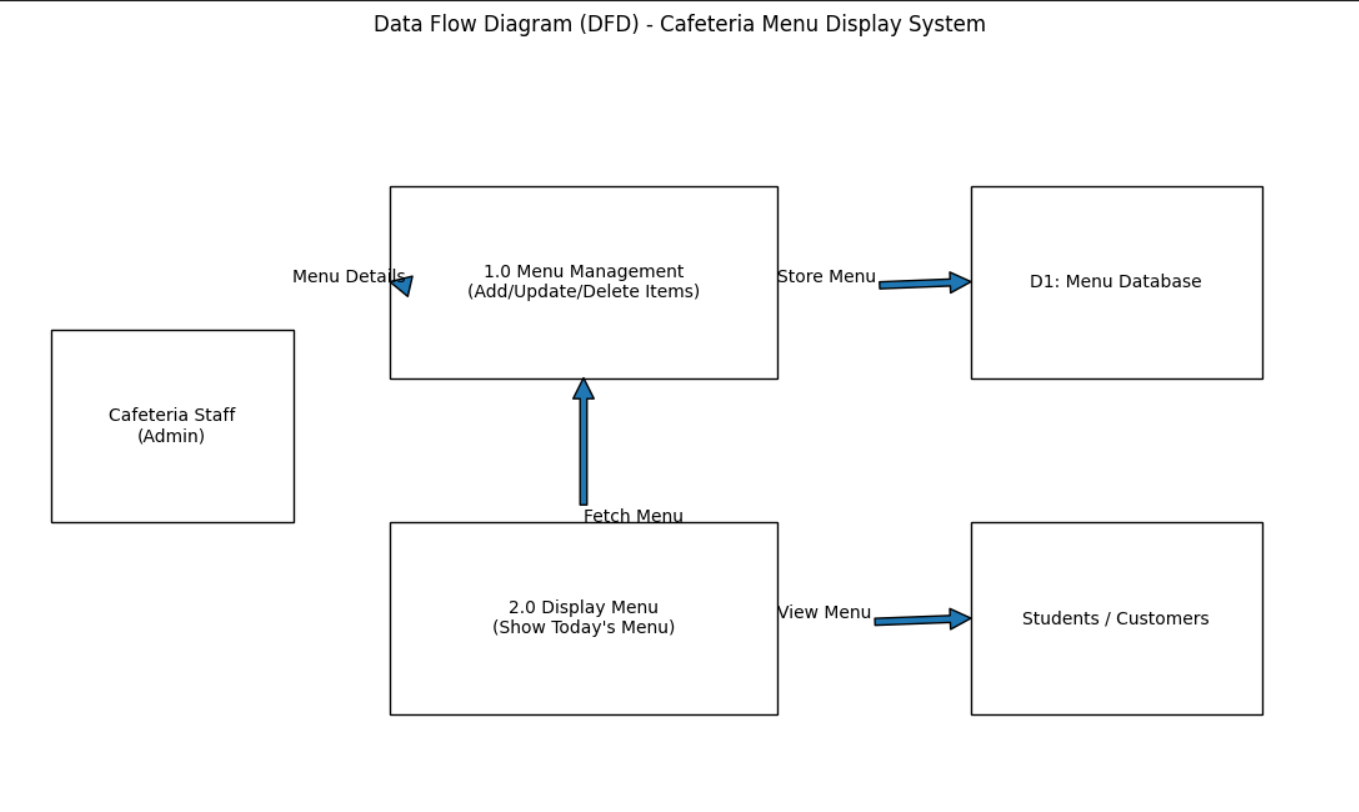 Data Flow Diagram (DFD) - Cafeteria Menu Display System
Menu Details
1.0 Menu Management
(Add/Update/Delete Items)
Store Menu
D1: Menu Database
Cafeteria Staff
(Admin)
Fetch Menu
2.0 Display Menu
(Show Today's Menu)
View Menu
Students / Customers